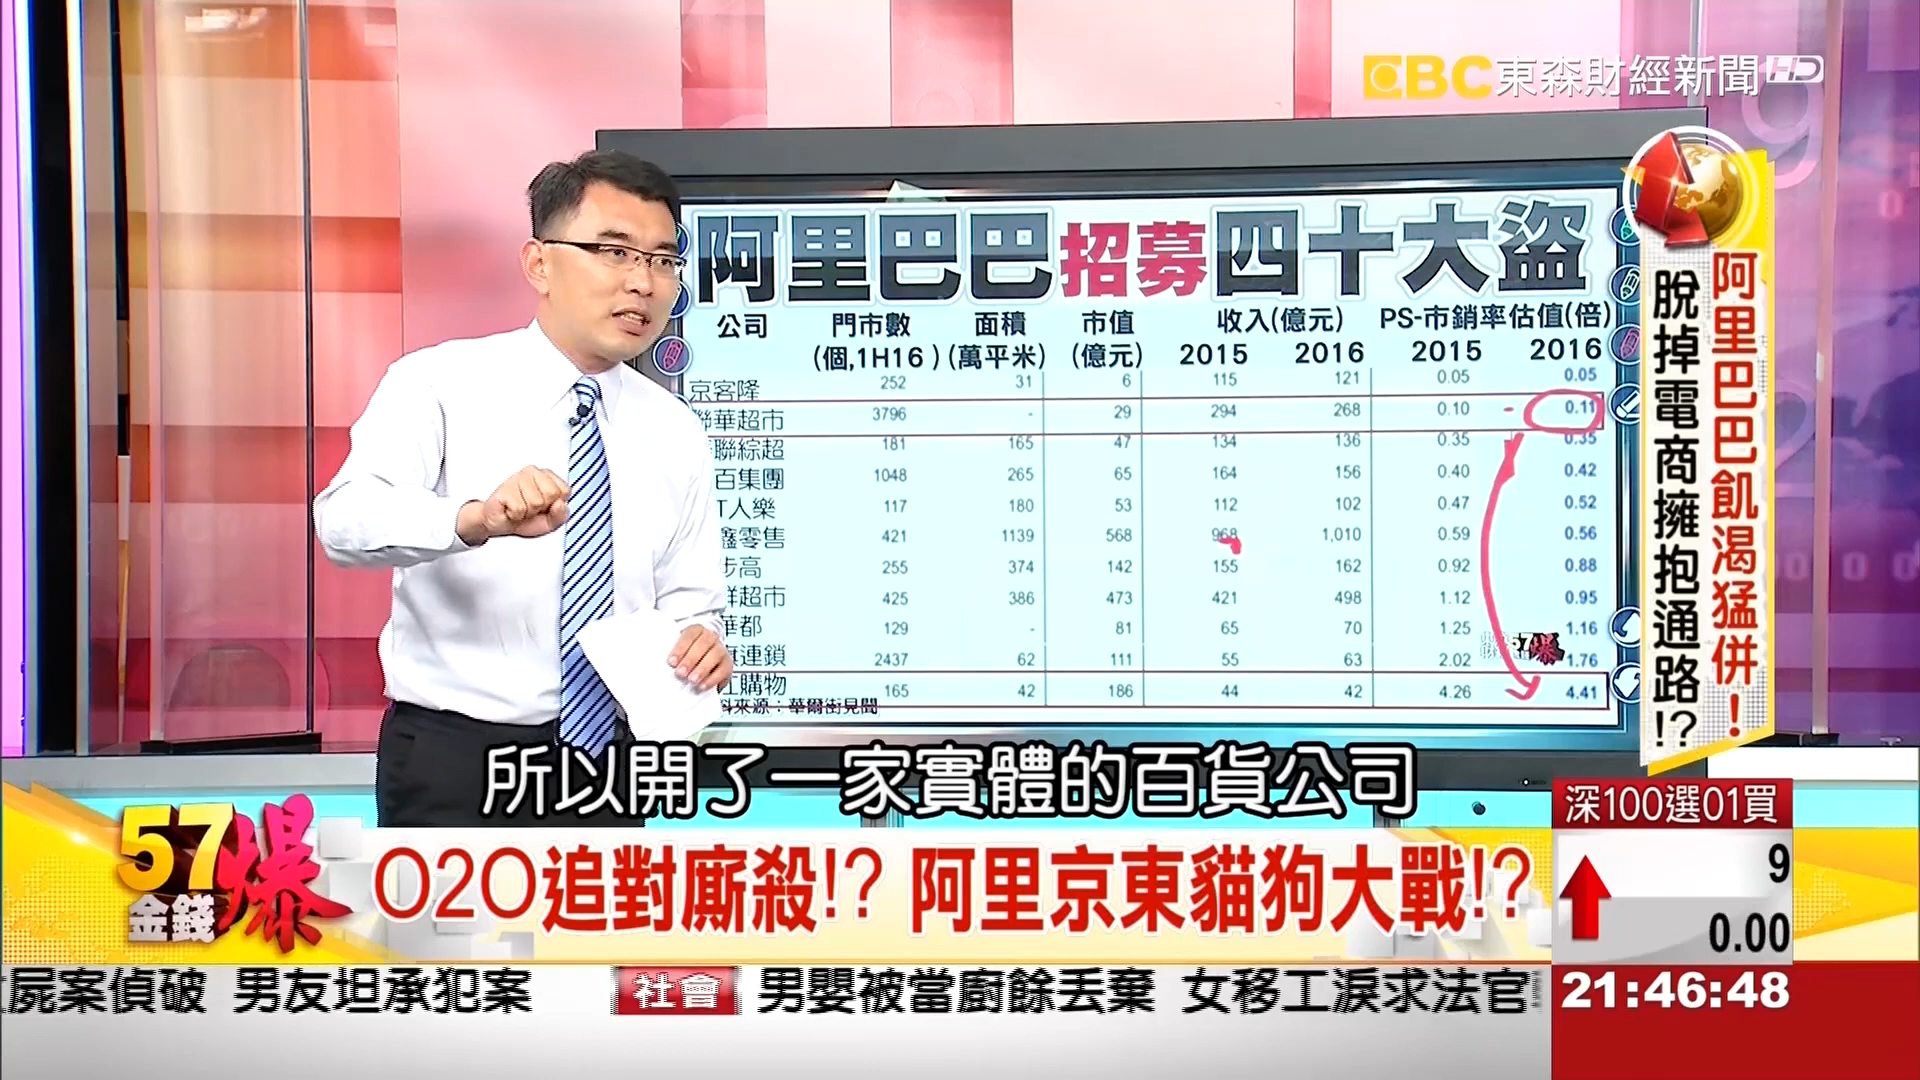 EBC東森財經新聞HD
阿里巴巴飢渴猛併！
脫掉電商擁抱通路!?
阿里巴巴招募四十大盜
公司 門市數 面積 市值 收入(億元) PS-市銷率估值(倍)
(個,1H16) (萬平米) (億元) 2015 2016 2015 2016
京客隆 252 31 6 115 121 0.05 0.05
聯華超市 3796 - 29 294 268 0.10 0.11
聯綜超 181 165 47 134 136 0.35 0.35
百集團 1048 265 65 164 156 0.40 0.42
人樂 117 180 53 112 102 0.47 0.52
零售 421 1139 568 968 1,010 0.59 0.56
步高 255 374 142 155 162 0.92 0.88
超市 425 386 473 421 498 1.12 0.95
華都 129 - 81 65 70 1.25 1.16
連鎖 2437 62 111 55 63 2.02 1.76
購物 165 42 186 44 42 4.26 4.41
料來源：華爾街見聞
57爆
所以開了一家實體的百貨公司
57金錢爆
O2O追對廝殺!? 阿里京東貓狗大戰!?
深100選01買
9
0.00
屍案偵破 男友坦承犯案 社會 男嬰被當廚餘丟棄 女移工淚求法官
21:46:48